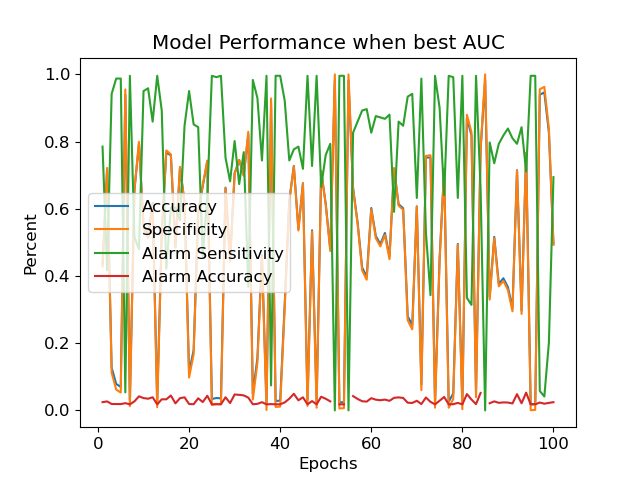 Model Performance when best AUC
Percent
1.0
0.8
0.6
0.4
0.2
0.0
Accuracy
Specificity
Alarm Sensitivity
Alarm Accuracy
0 20 40 60 80 100
Epochs